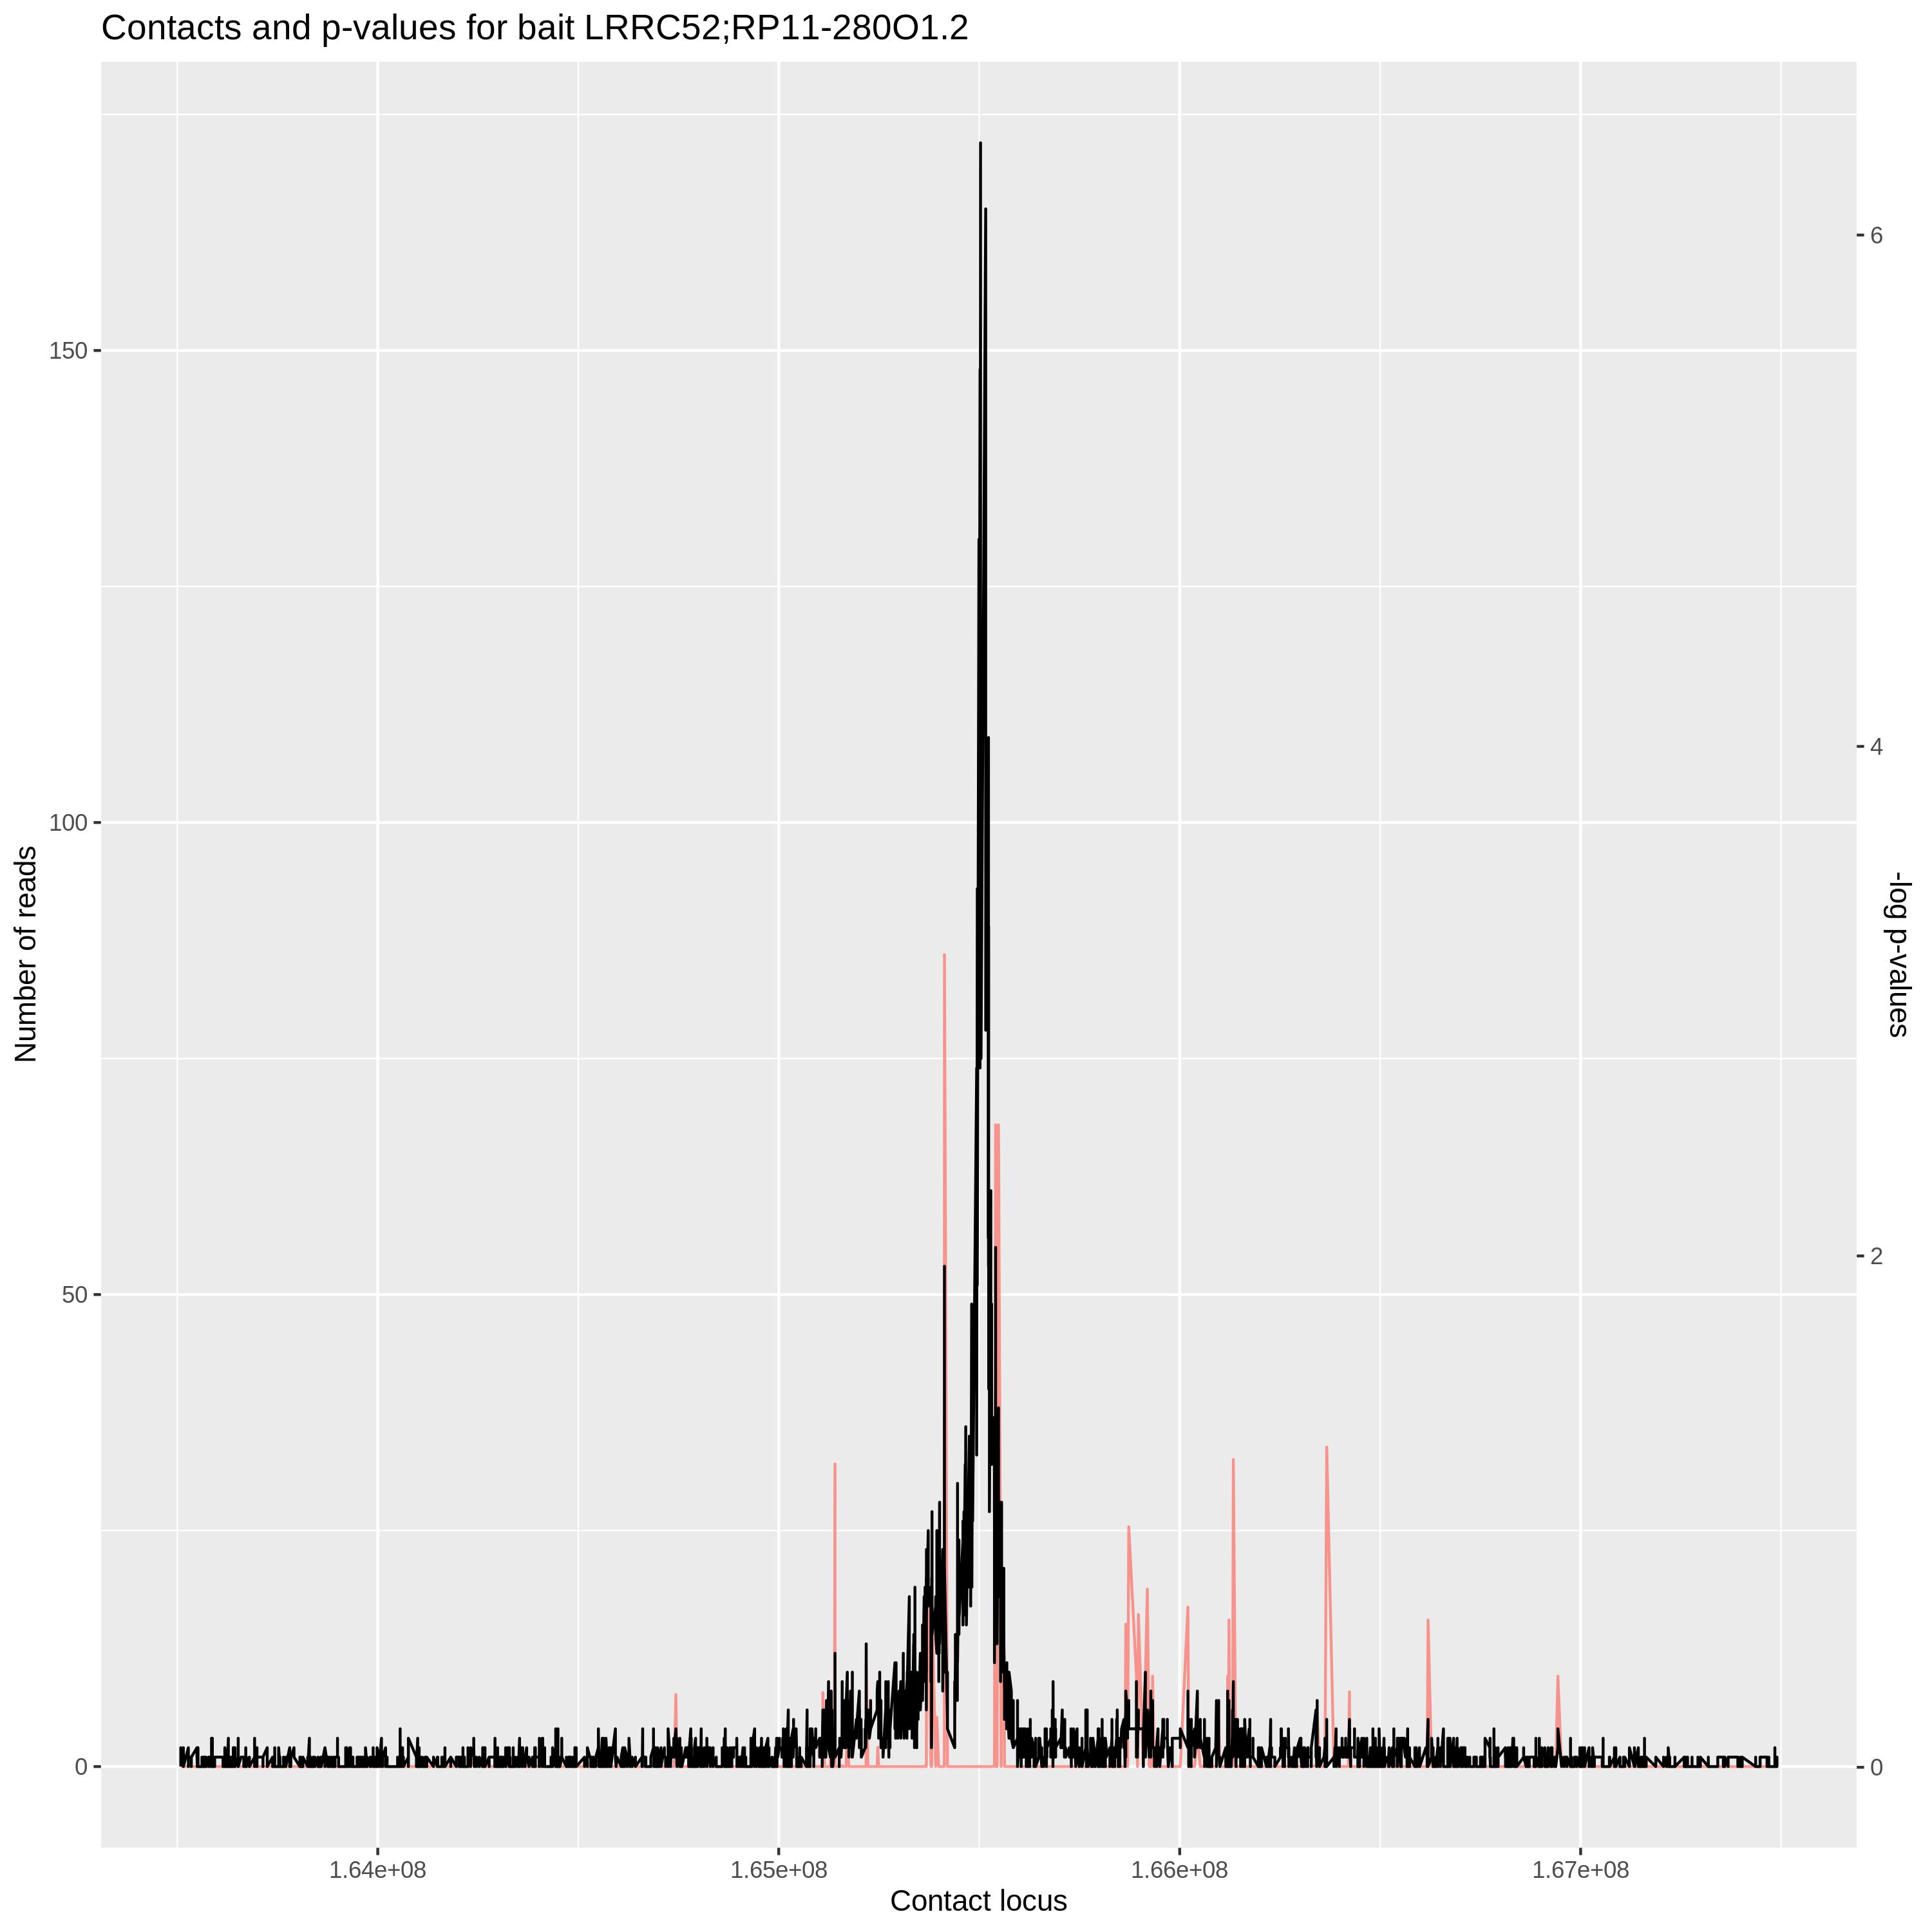 Contacts and p-values for bait LRRC52;RP11-280O1.2
Number of reads
150
100
50
0
6
4
2
0
-log p-values
1.64e+08 1.65e+08 1.66e+08 1.67e+08
Contact locus